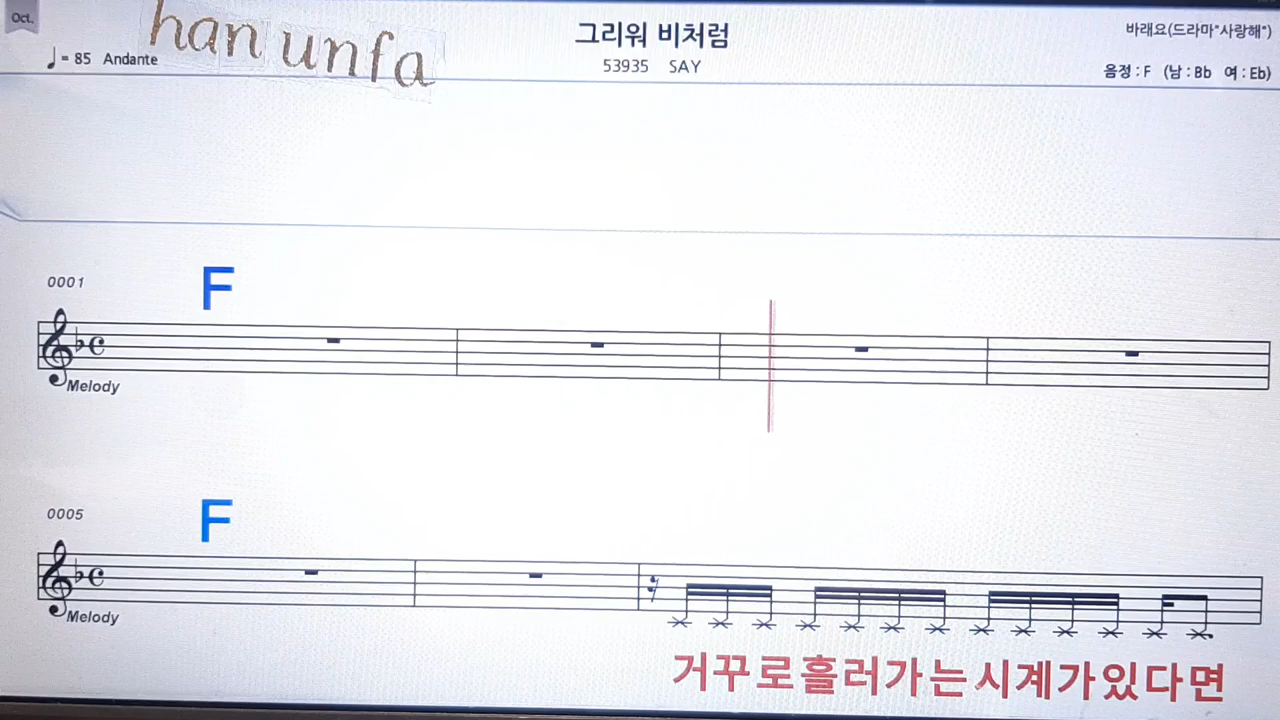 Oct.
han unfa
그리워 비처럼
바래요(드라마"사랑해")
♩= 85 Andante
53935 SAY
음정 : F (남 : Bb 여 : Eb)
0001
F
Melody
0005
F
Melody
거꾸로흘러가는시계가있다면